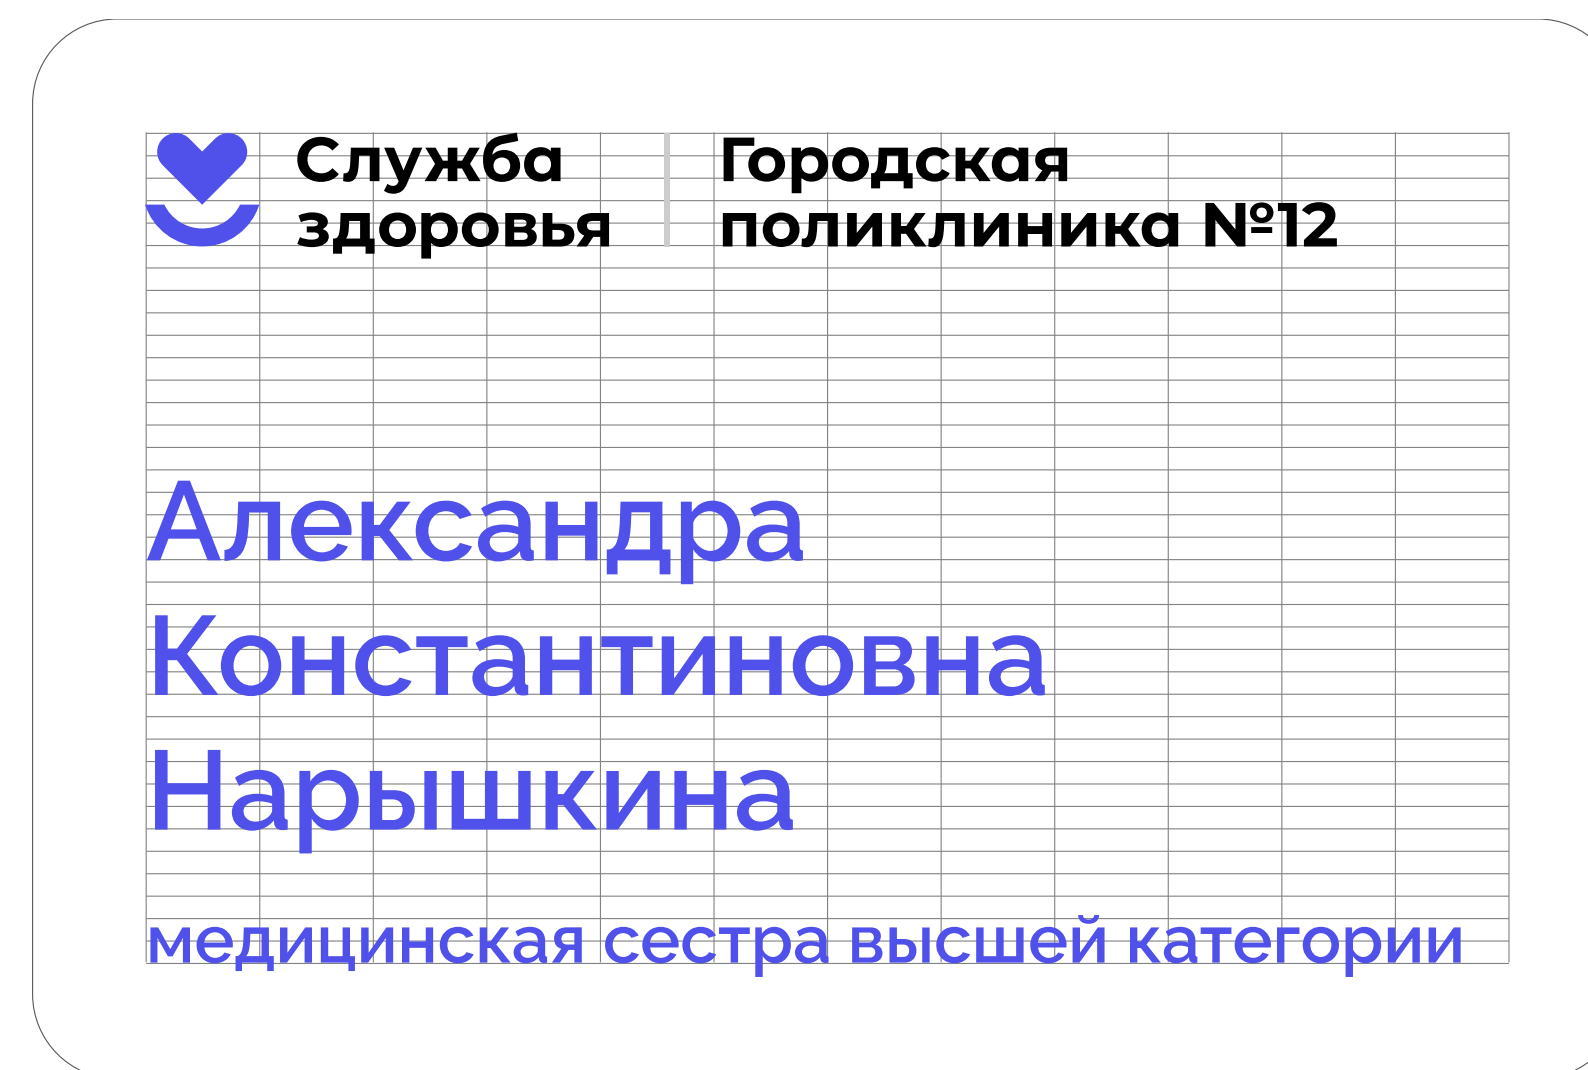 Служба
здоровья
Городская
поликлиника №12
Александра
Константиновна
Нарышкина
медицинская сестра высшей категории